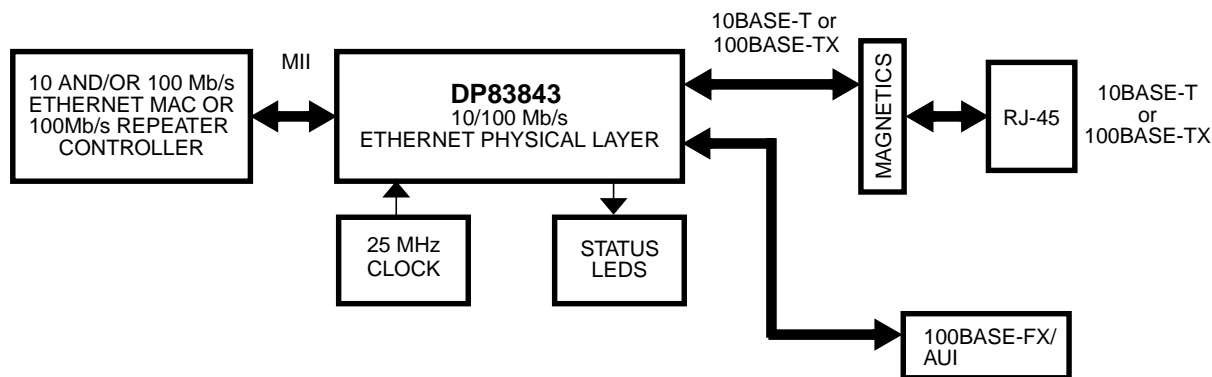 10 AND/OR 100 Mb/s
ETHERNET MAC OR
100Mb/s REPEATER
CONTROLLER
MII
DP83843
10/100 Mb/s
ETHERNET PHYSICAL LAYER
10BASE-T or
100BASE-TX
MAGNETICS
RJ-45
10BASE-T
or
100BASE-TX
25 MHz
CLOCK
STATUS
LEDS
100BASE-FX/
AUI